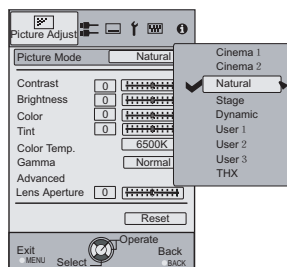 Picture Adjust
Picture Mode Natural
Contrast 0
Brightness 0
Color 0
Tint 0
Color Temp. 6500K
Gamma Normal
Advanced
Lens Aperture 0
Reset
Exit
MENU
Select
Operate
Back
BACK
Cinema 1
Cinema 2
Natural
Stage
Dynamic
User 1
User 2
User 3
THX